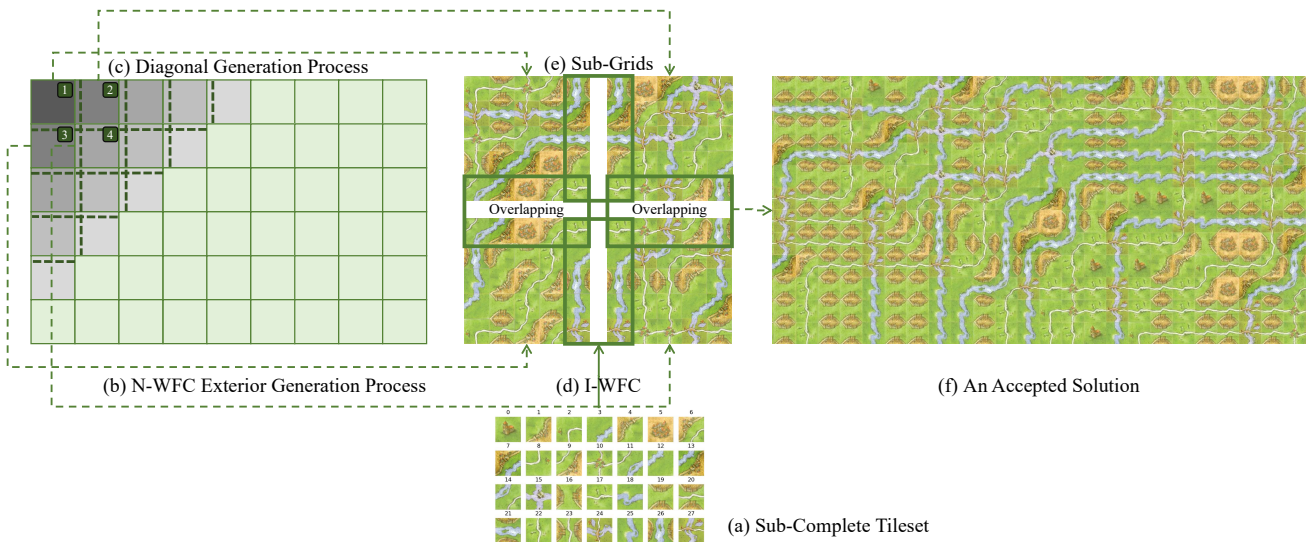 (c) Diagonal Generation Process
(e) Sub-Grids
1 2
3 4
Overlapping Overlapping
(b) N-WFC Exterior Generation Process
(d) I-WFC
(f) An Accepted Solution
0 1 2 3 4 5 6
7 8 9 10 11 12 13
14 15 16 17 18 19 20
21 22 23 24 25 26 27
(a) Sub-Complete Tileset